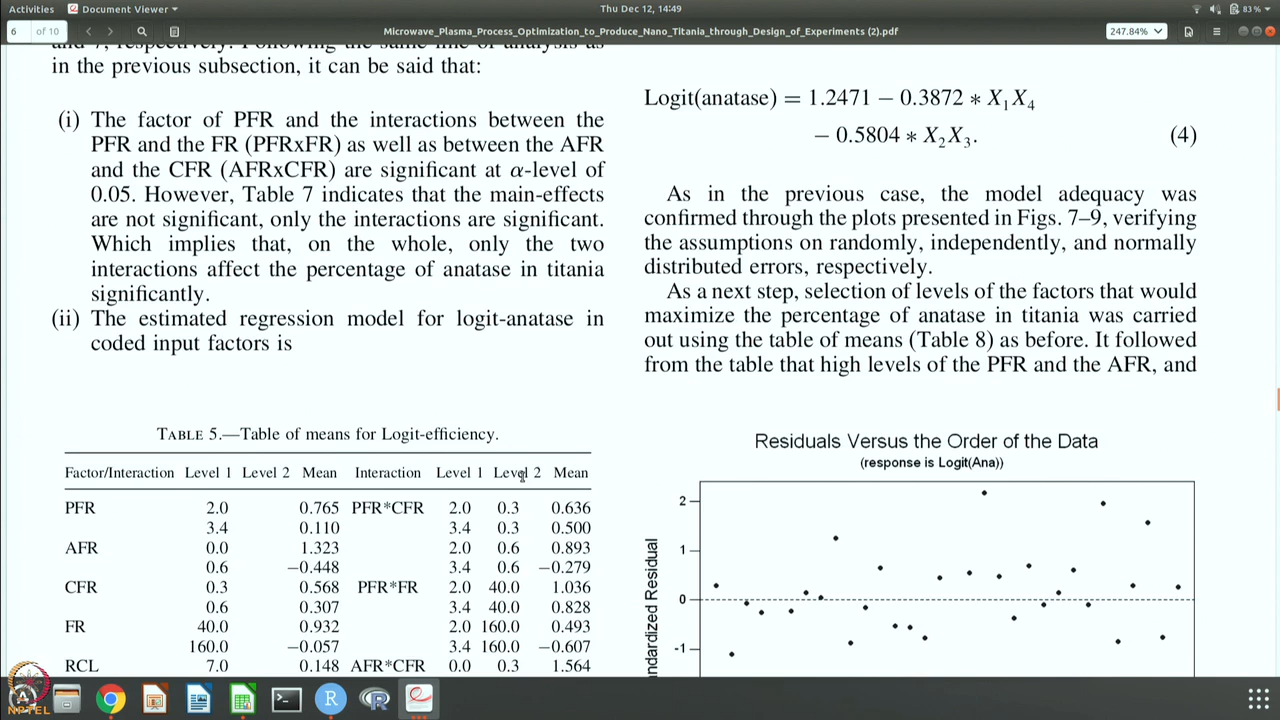 Activities
Document Viewer
Thu Dec 12, 14:49
83 %
6
of 10
Microwave_Plasma_Process_Optimization_to_Produce_Nano_Titania_through_Design_of_Experiments (2).pdf
247.84%
and 7, respectively. Following the same line of analysis as
in the previous subsection, it can be said that:
(i) The factor of PFR and the interactions between the
PFR and the FR (PFRxFR) as well as between the AFR
and the CFR (AFRxCFR) are significant at α-level of
0.05. However, Table 7 indicates that the main-effects
are not significant, only the interactions are significant.
Which implies that, on the whole, only the two
interactions affect the percentage of anatase in titania
significantly.
(ii) The estimated regression model for logit-anatase in
coded input factors is
TABLE 5.—Table of means for Logit-efficiency.
Factor/Interaction Level 1 Level 2 Mean Interaction Level 1 Level 2 Mean
PFR 2.0 0.765 PFR*CFR 2.0 0.3 0.636
3.4 0.110 3.4 0.3 0.500
AFR 0.0 1.323 2.0 0.6 0.893
0.6 −0.448 3.4 0.6 −0.279
CFR 0.3 0.568 PFR*FR 2.0 40.0 1.036
0.6 0.307 3.4 40.0 0.828
FR 40.0 0.932 2.0 160.0 0.493
160.0 −0.057 3.4 160.0 −0.607
RCL 7.0 0.148 AFR*CFR 0.0 0.3 1.564
Logit(anatase) = 1.2471 − 0.3872 ∗ X₁X₄
− 0.5804 ∗ X₂X₃. (4)
As in the previous case, the model adequacy was
confirmed through the plots presented in Figs. 7–9, verifying
the assumptions on randomly, independently, and normally
distributed errors, respectively.
As a next step, selection of levels of the factors that would
maximize the percentage of anatase in titania was carried
out using the table of means (Table 8) as before. It followed
from the table that high levels of the PFR and the AFR, and
Residuals Versus the Order of the Data
(response is Logit(Ana))
2
1
0
-1
ndardized Residual
NPTEL